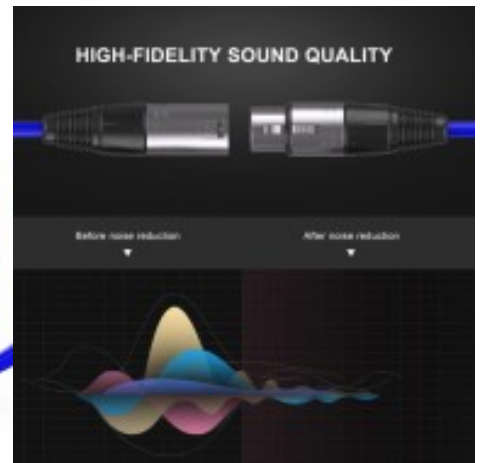 HIGH-FIDELITY SOUND QUALITY
Before noise reduction
After noise reduction